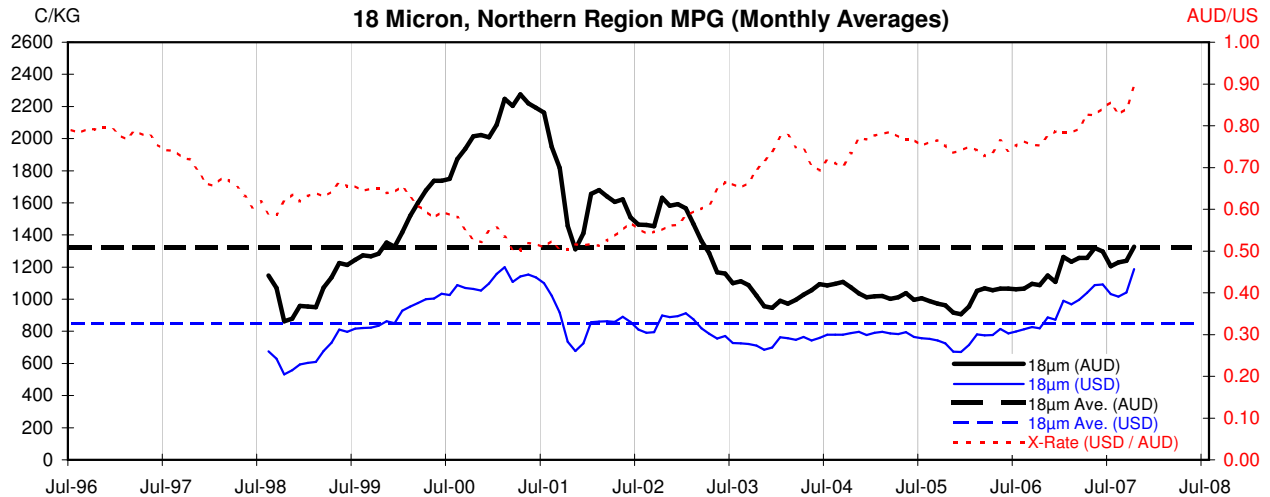 C/KG
18 Micron, Northern Region MPG (Monthly Averages)
AUD/US
2600
2400
2200
2000
1800
1600
1400
1200
1000
800
600
400
200
0
1.00
0.90
0.80
0.70
0.60
0.50
0.40
0.30
0.20
0.10
0.00
18µm (AUD)
18µm (USD)
18µm Ave. (AUD)
18µm Ave. (USD)
X-Rate (USD / AUD)
Jul-96
Jul-97
Jul-98
Jul-99
Jul-00
Jul-01
Jul-02
Jul-03
Jul-04
Jul-05
Jul-06
Jul-07
Jul-08